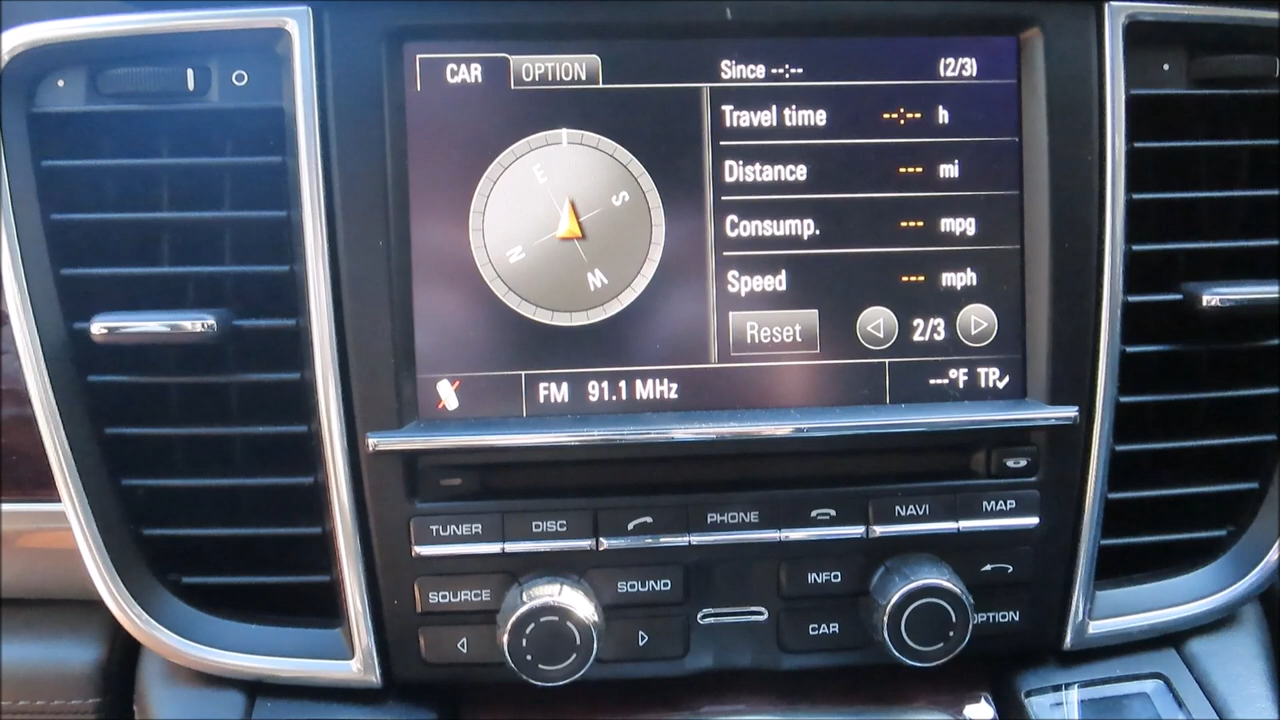 CAR OPTION Since --:-- (2/3)
Travel time --:-- h
Distance --- mi
Consump. --- mpg
Speed --- mph
Reset 2/3
E
S
N
W
FM 91.1 MHz ---°F TP
TUNER DISC PHONE NAVI MAP
SOURCE SOUND INFO
CAR OPTION